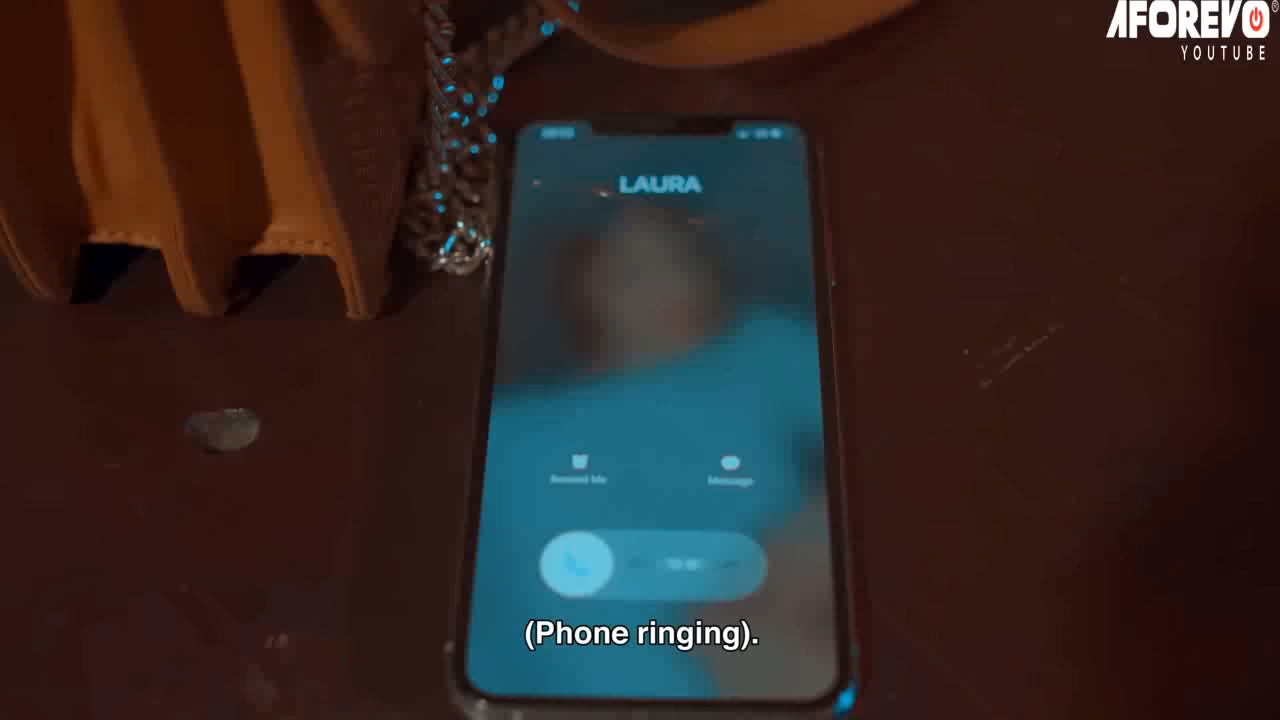 AFOREVO
YOUTUBE
LAURA
Remind Me
Message
(Phone ringing).